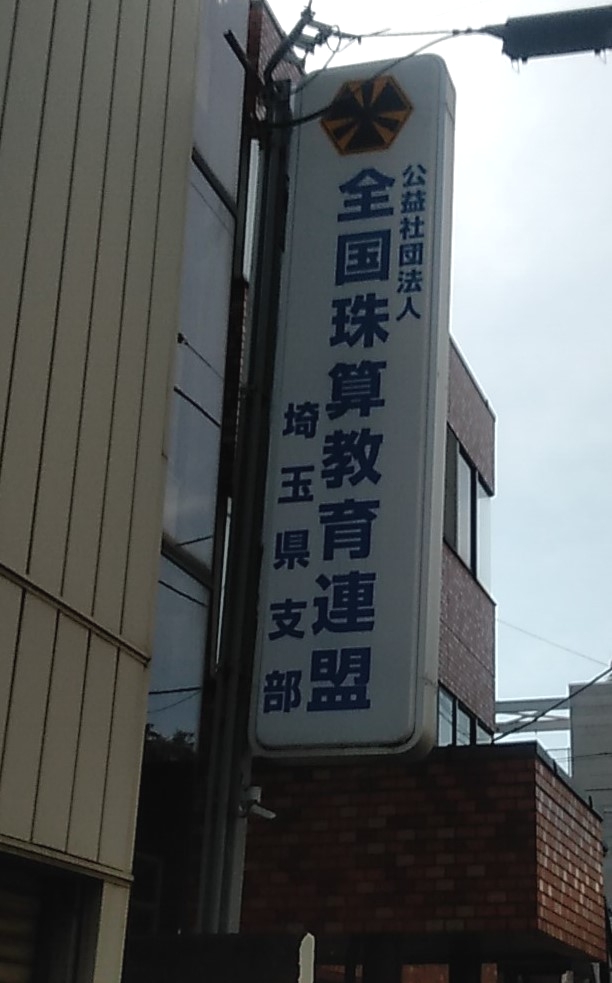 公益社団法人
全国珠算教育連盟
埼玉県支部